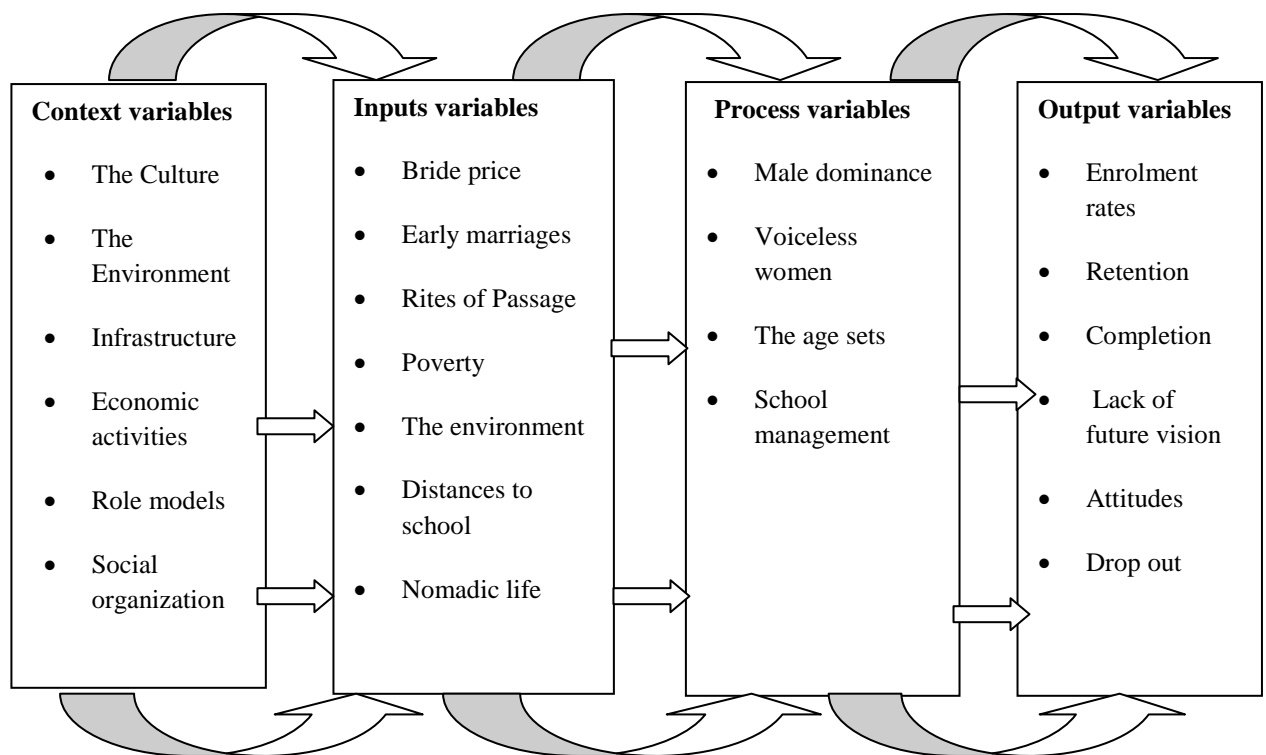 Context variables
• The Culture
• The
Environment
• Infrastructure
• Economic
activities
• Role models
• Social
organization
Inputs variables
• Bride price
• Early marriages
• Rites of Passage
• Poverty
• The environment
• Distances to
school
• Nomadic life
Process variables
• Male dominance
• Voiceless
women
• The age sets
• School
management
Output variables
• Enrolment
rates
• Retention
• Completion
• Lack of
future vision
• Attitudes
• Drop out